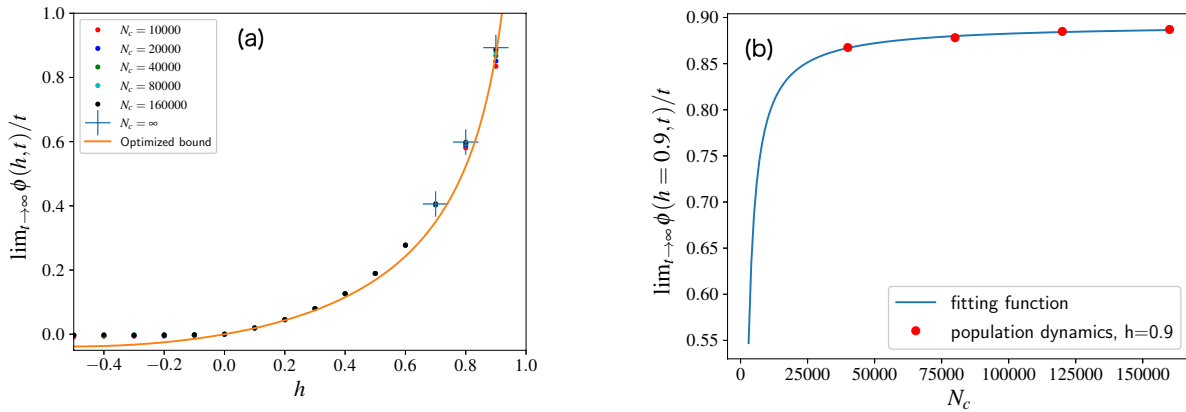 (a)
N_c = 10000
N_c = 20000
N_c = 40000
N_c = 80000
N_c = 160000
N_c = ∞
Optimized bound
lim_{t→∞} ϕ(h, t)/t
1.0
0.8
0.6
0.4
0.2
0.0
−0.4 −0.2 0.0 0.2 0.4 0.6 0.8 1.0
h
(b)
lim_{t→∞} ϕ(h = 0.9, t)/t
0.90
0.85
0.80
0.75
0.70
0.65
0.60
0.55
fitting function
population dynamics, h=0.9
0 25000 50000 75000 100000 125000 150000
N_c